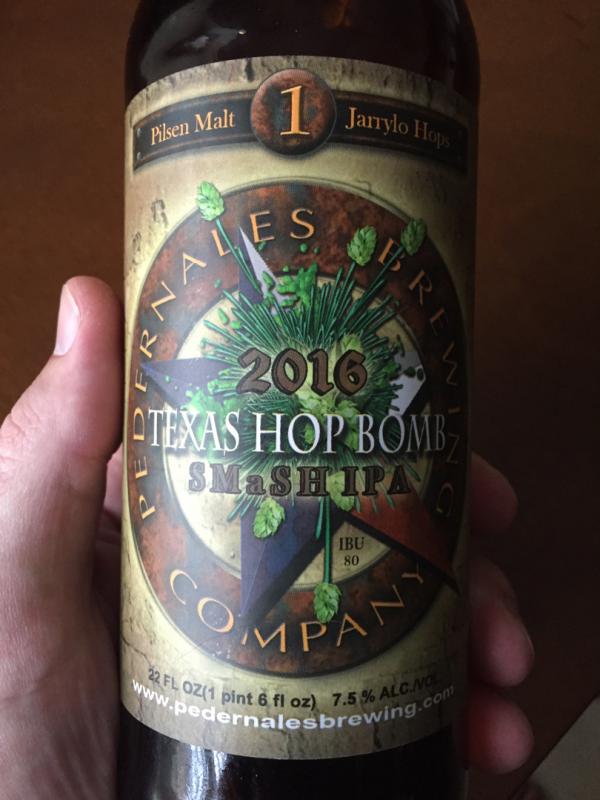 Pilsen Malt 1 Jarrylo Hops
PEDERNALES BREWING
2016
TEXAS HOP BOMB
SMaSH IPA
IBU
80
COMPANY
22 FL OZ(1 pint 6 fl oz) 7.5 % ALC./VOL.
www.pedernalesbrewing.com